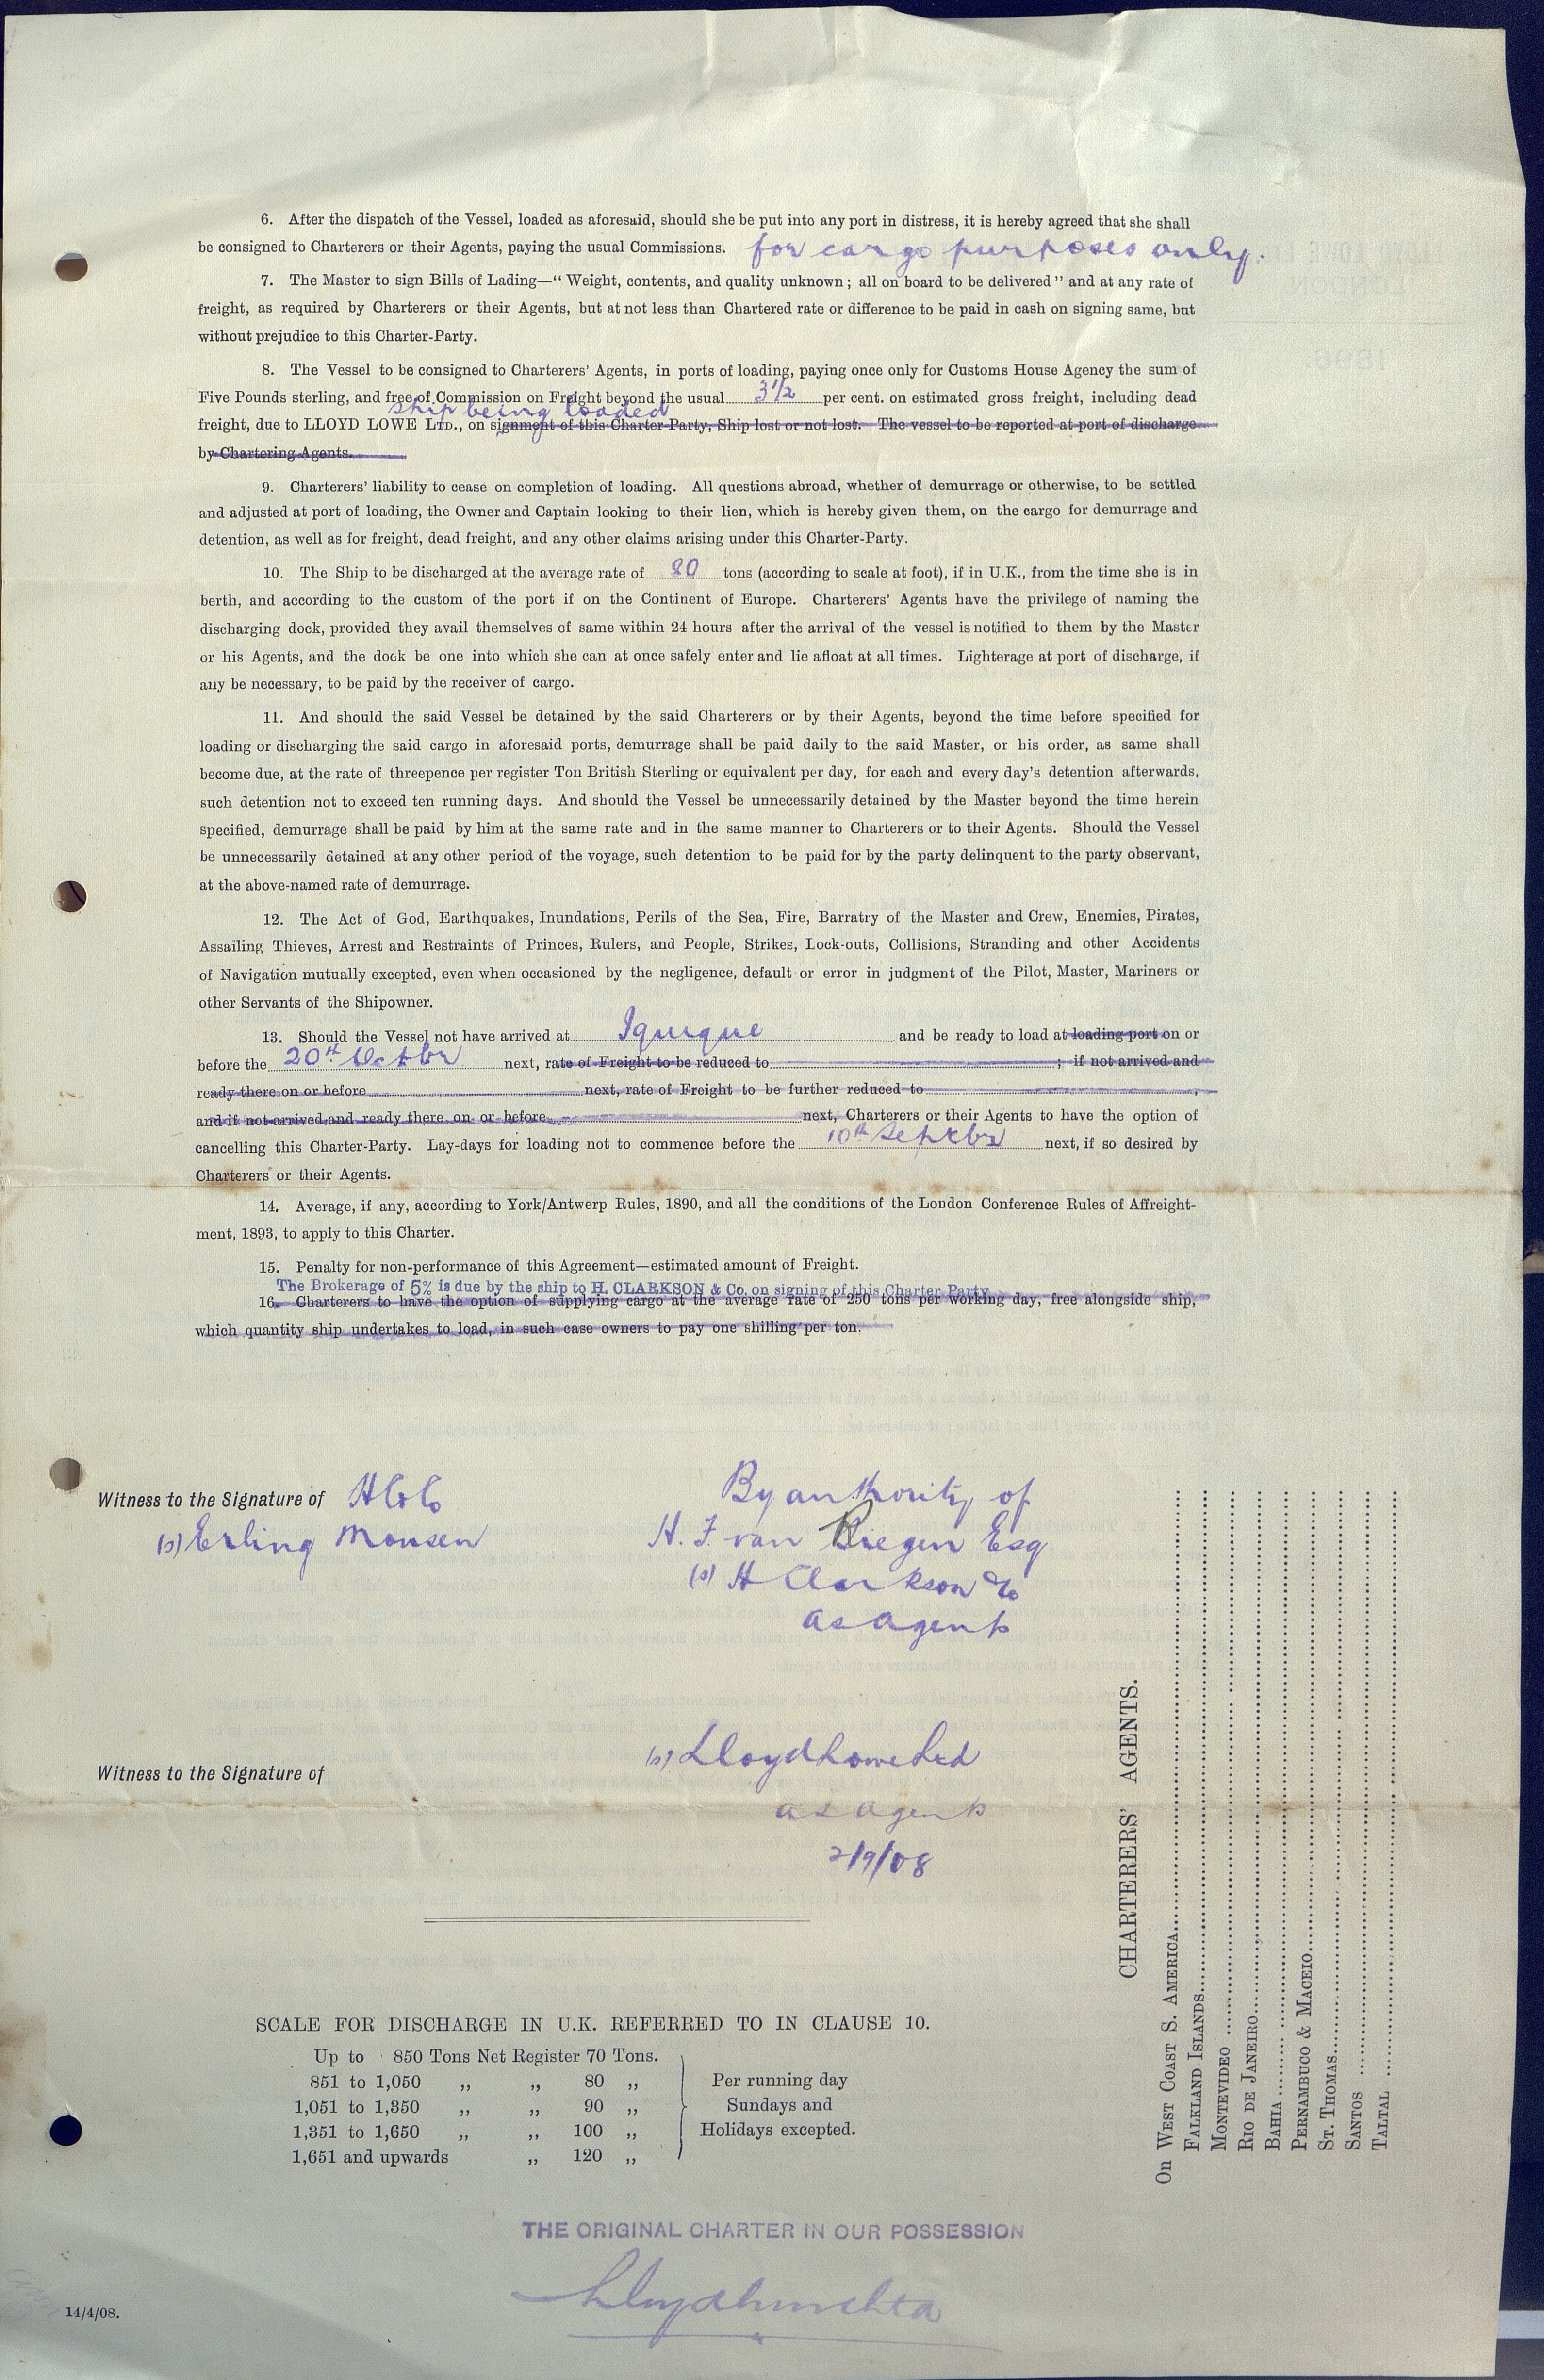 6. After the dispatch of the Vessel, loaded as aforesaid, should she be put into any port in distress, it is hereby agreed that she shall
be consigned to Charterers or their Agents, paying the usual Commissions. for cargo purposes only.
7. The Master to sign Bills of Lading—“ Weight, contents, and quality unknown ; all on board to be delivered ” and at any rate of
freight, as required by Charterers or their Agents, but at not less than Chartered rate or difference to be paid in cash on signing same, but
without prejudice to this Charter-Party.
8. The Vessel to be consigned to Charterers' Agents, in ports of loading, paying once only for Customs House Agency the sum of
Five Pounds sterling, and free of Commission on Freight beyond the usual 3½ per cent. on estimated gross freight, including dead
ship being loaded
freight, due to LLOYD LOWE LTD., on signment of this Charter-Party, Ship lost or not lost. The vessel to be reported at port of discharge
by Chartering Agents.
9. Charterers' liability to cease on completion of loading. All questions abroad, whether of demurrage or otherwise, to be settled
and adjusted at port of loading, the Owner and Captain looking to their lien, which is hereby given them, on the cargo for demurrage and
detention, as well as for freight, dead freight, and any other claims arising under this Charter-Party.
10. The Ship to be discharged at the average rate of 80 tons (according to scale at foot), if in U.K., from the time she is in
berth, and according to the custom of the port if on the Continent of Europe. Charterers' Agents have the privilege of naming the
discharging dock, provided they avail themselves of same within 24 hours after the arrival of the vessel is notified to them by the Master
or his Agents, and the dock be one into which she can at once safely enter and lie afloat at all times. Lighterage at port of discharge, if
any be necessary, to be paid by the receiver of cargo.
11. And should the said Vessel be detained by the said Charterers or by their Agents, beyond the time before specified for
loading or discharging the said cargo in aforesaid ports, demurrage shall be paid daily to the said Master, or his order, as same shall
become due, at the rate of threepence per register Ton British Sterling or equivalent per day, for each and every day's detention afterwards,
such detention not to exceed ten running days. And should the Vessel be unnecessarily detained by the Master beyond the time herein
specified, demurrage shall be paid by him at the same rate and in the same manner to Charterers or to their Agents. Should the Vessel
be unnecessarily detained at any other period of the voyage, such detention to be paid for by the party delinquent to the party observant,
at the above-named rate of demurrage.
12. The Act of God, Earthquakes, Inundations, Perils of the Sea, Fire, Barratry of the Master and Crew, Enemies, Pirates,
Assailing Thieves, Arrest and Restraints of Princes, Rulers, and People, Strikes, Lock-outs, Collisions, Stranding and other Accidents
of Navigation mutually excepted, even when occasioned by the negligence, default or error in judgment of the Pilot, Master, Mariners or
other Servants of the Shipowner.
13. Should the Vessel not have arrived at Iquique and be ready to load at loading port on or
before the 20th Octobr next, rate of Freight to be reduced to ; if not arrived and
ready there on or before next, rate of Freight to be further reduced to ,
and if not arrived and ready there on or before next, Charterers or their Agents to have the option of
cancelling this Charter-Party. Lay-days for loading not to commence before the 10th Septebr next, if so desired by
Charterers or their Agents.
14. Average, if any, according to York/Antwerp Rules, 1890, and all the conditions of the London Conference Rules of Affreight-
ment, 1893, to apply to this Charter.
15. Penalty for non-performance of this Agreement—estimated amount of Freight.
The Brokerage of 5% is due by the ship to H. CLARKSON & Co. on signing of this Charter Party
16. Charterers to have the option of supplying cargo at the average rate of 250 tons per working day, free alongside ship,
which quantity ship undertakes to load, in such case owners to pay one shilling per ton.
Witness to the Signature of HCCo
(s) Erling Monsen
By authority of
H. F. van Riegen Esq
(s) H Clarkson & Co
as agents
Witness to the Signature of
(s) Lloyd Lowe Ltd
as agents
2/9/08
SCALE FOR DISCHARGE IN U.K. REFERRED TO IN CLAUSE 10.
Up to 850 Tons Net Register 70 Tons.
851 to 1,050 „ „ 80 „ Per running day
1,051 to 1,350 „ „ 90 „ Sundays and
1,351 to 1,650 „ „ 100 „ Holidays excepted.
1,651 and upwards „ 120 „
CHARTERERS' AGENTS.
On WEST COAST S. AMERICA
FALKLAND ISLANDS
MONTEVIDEO
RIO DE JANEIRO
BAHIA
PERNAMBUCO & MACEIO
ST. THOMAS
SANTOS
TALTAL
THE ORIGINAL CHARTER IN OUR POSSESSION
Lloyd Lowe Ltd
14/4/08.